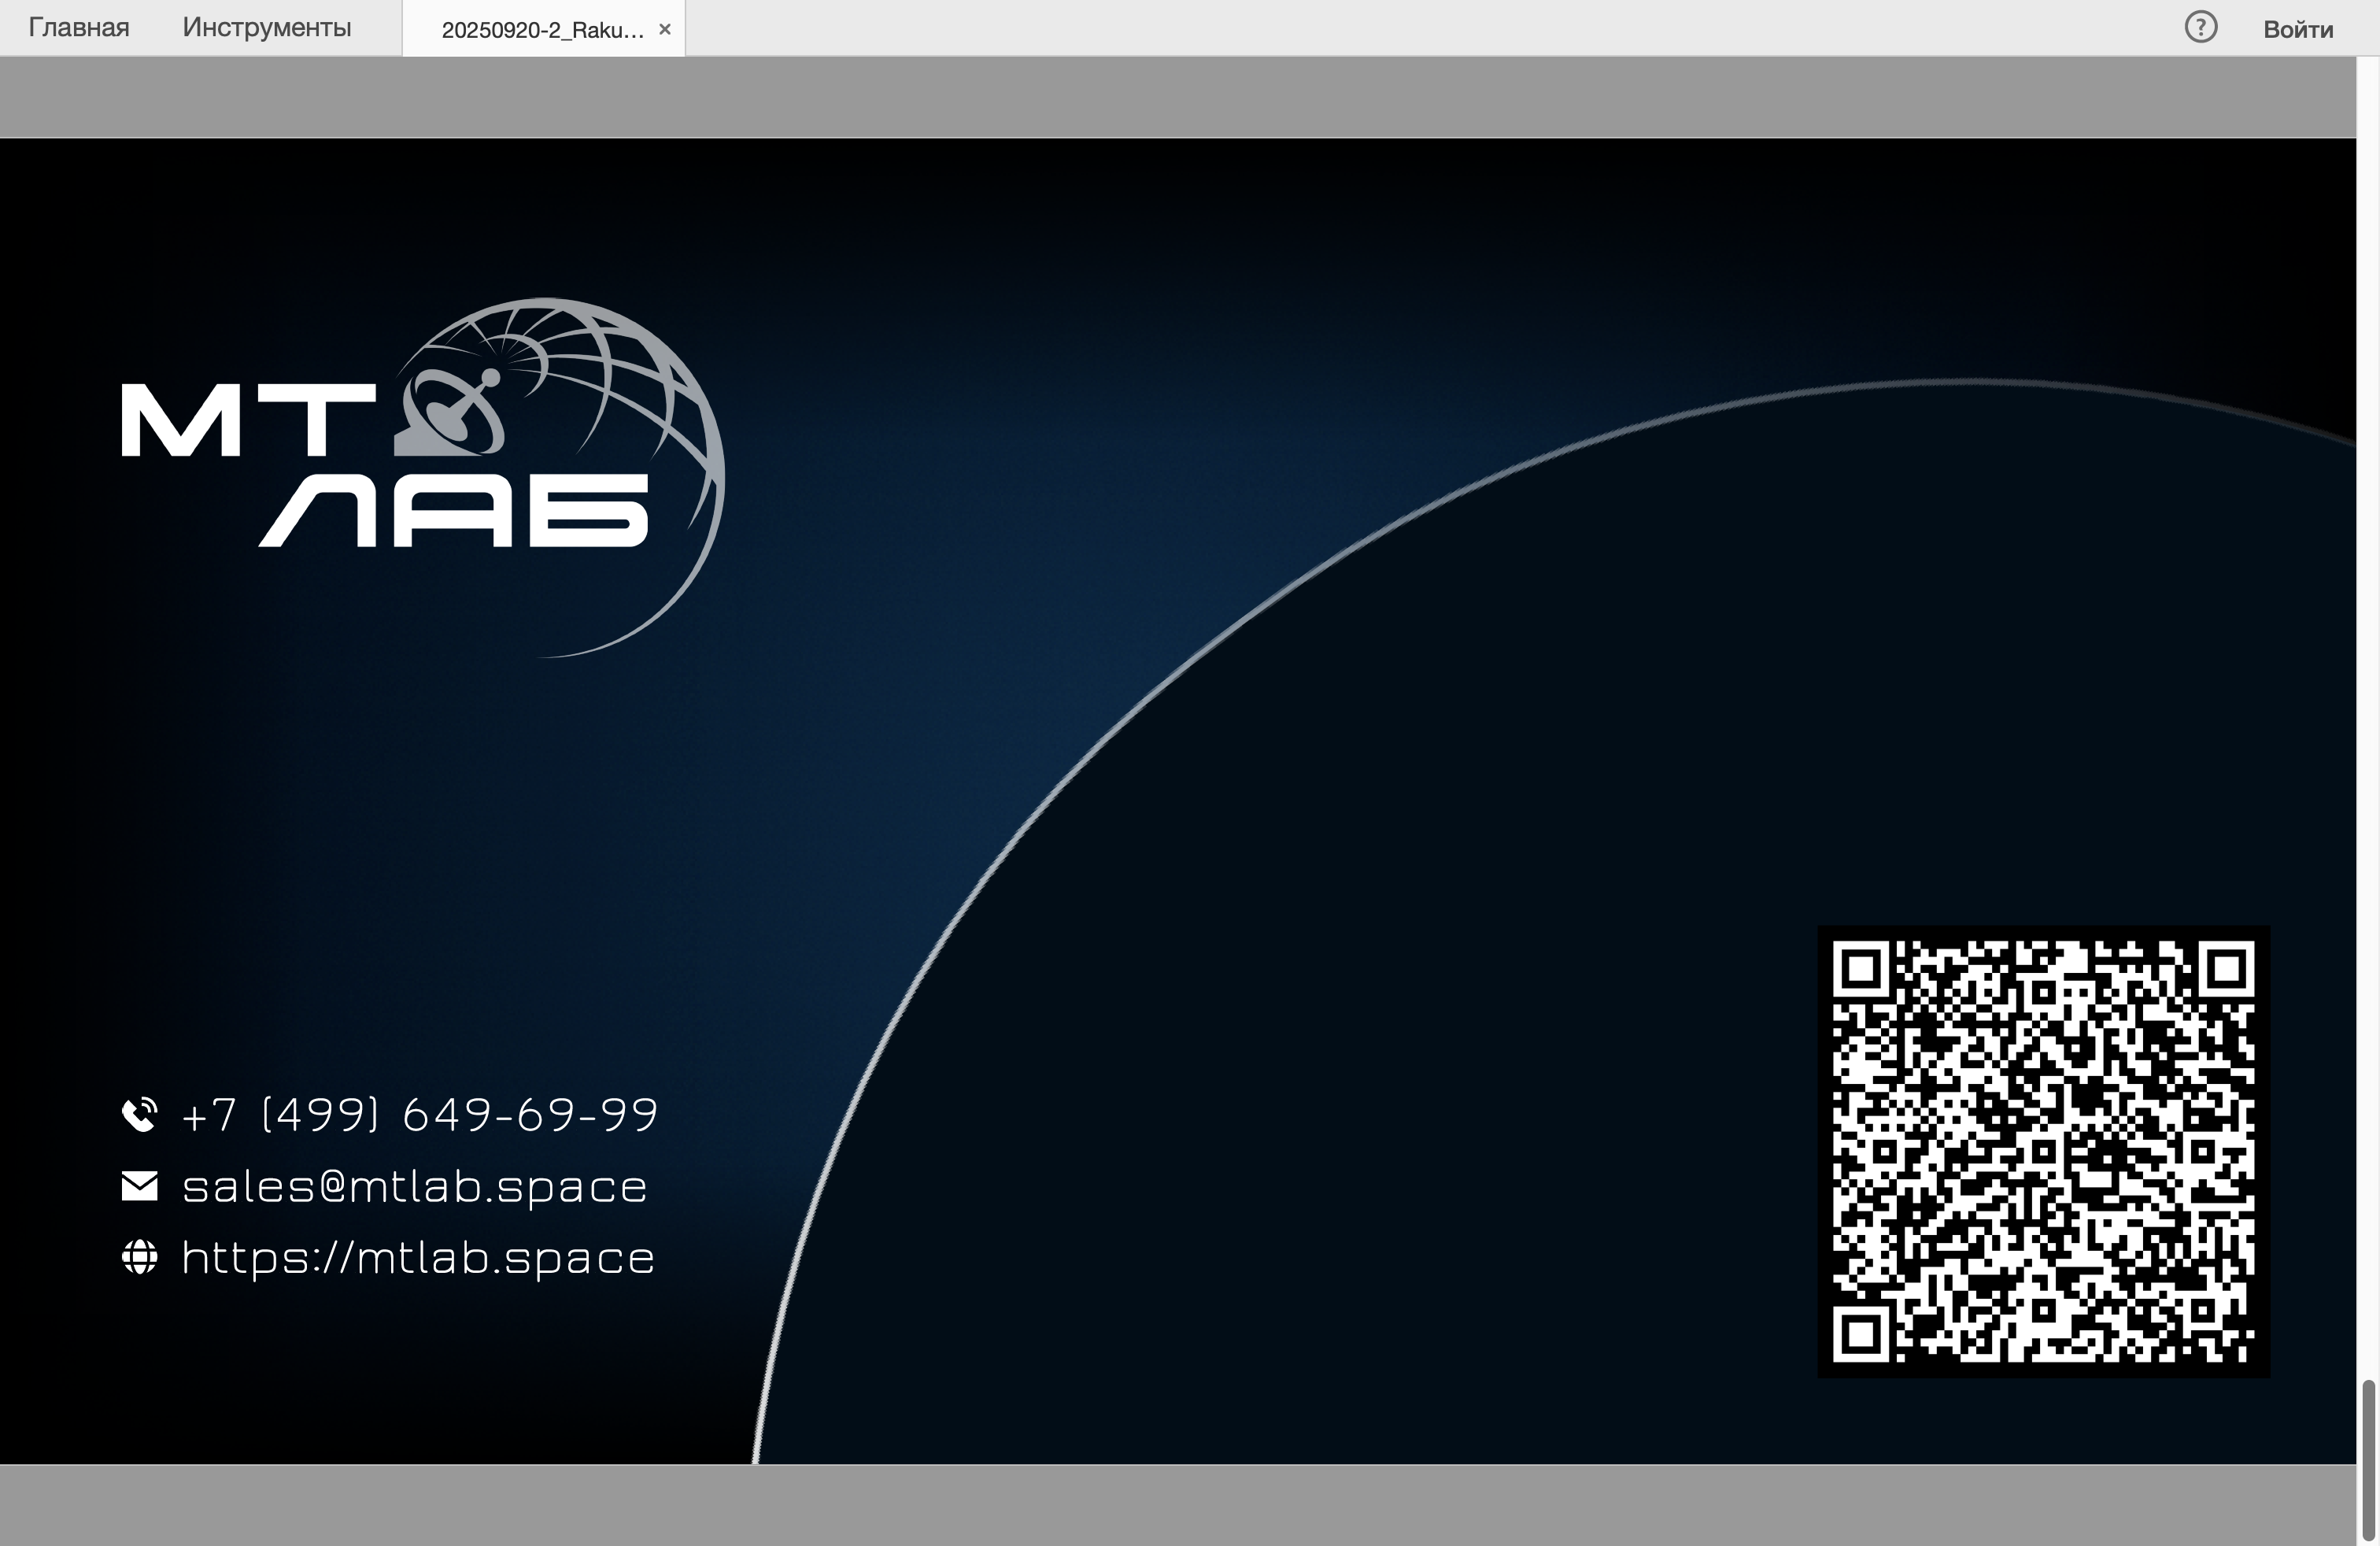 Главная Инструменты 20250920-2_Raku... × ? Войти
МТ
ЛАБ
+7 (499) 649-69-99
sales@mtlab.space
https://mtlab.space